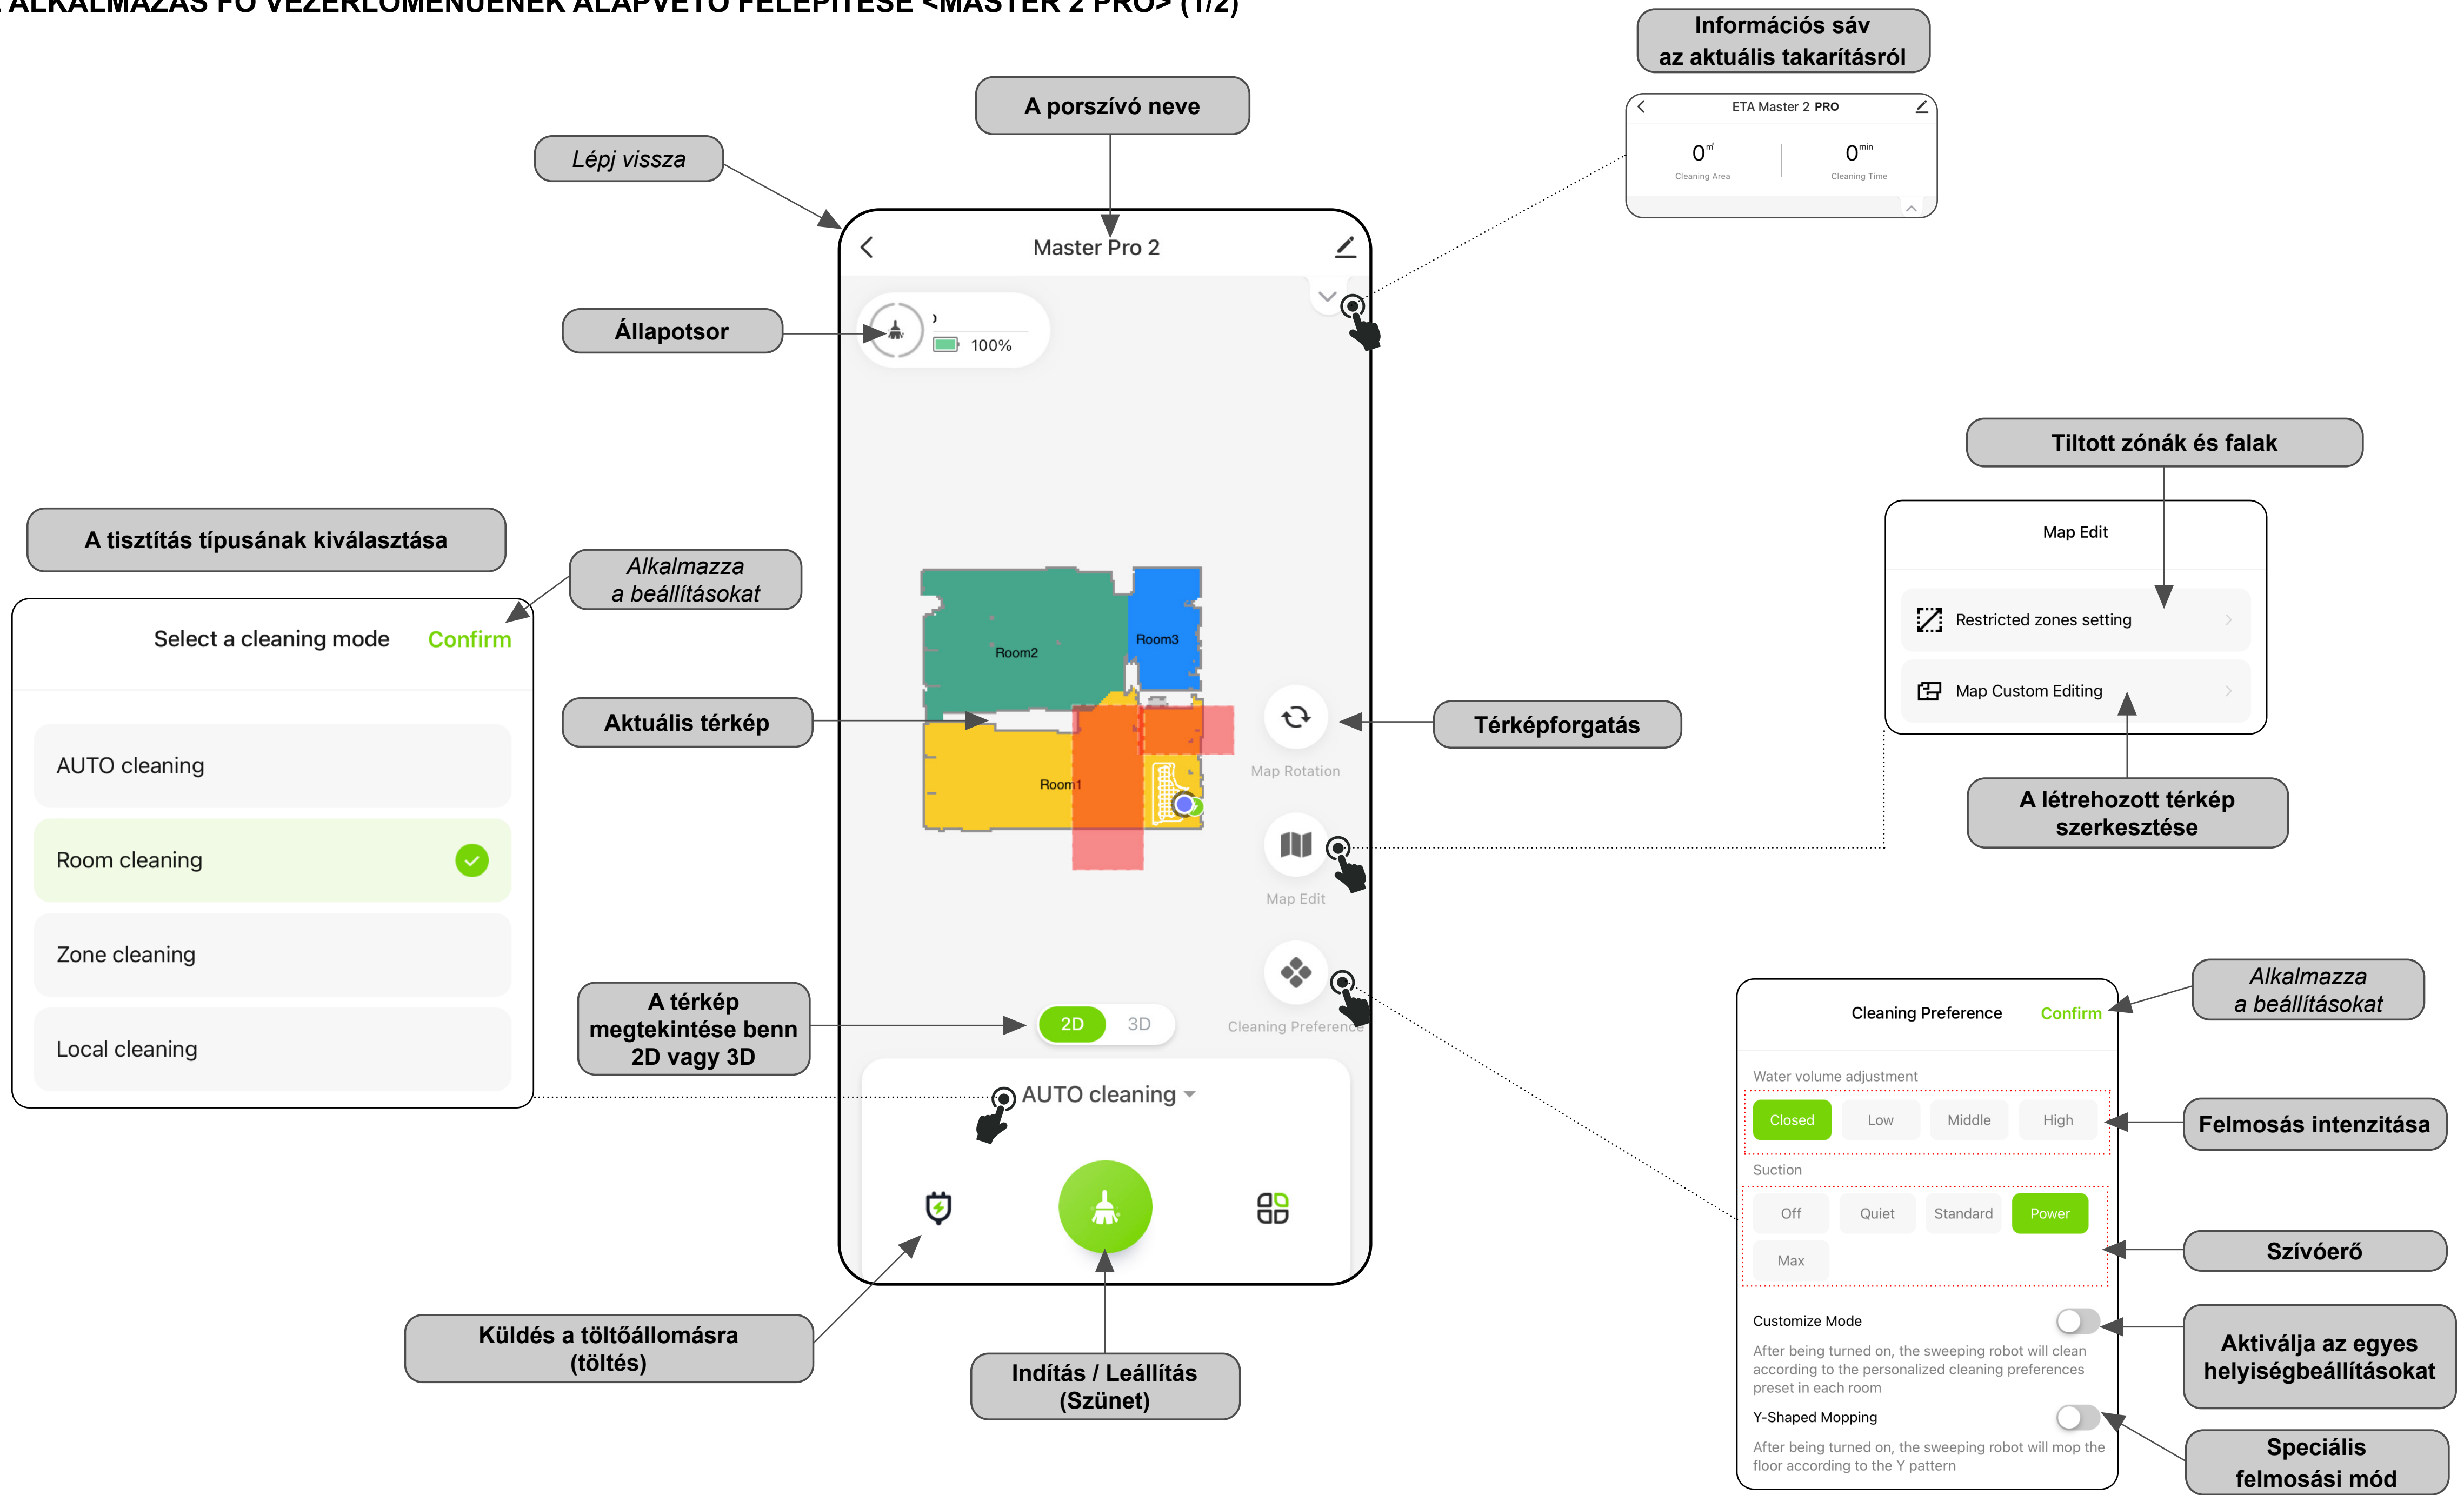 ALKALMAZÁS FŐ VEZÉRLŐMENÜÉNEK ALAPVETŐ FELÉPÍTÉSE <MASTER 2 PRO> (1/2)
Információs sáv
az aktuális takarításról
A porszívó neve
ETA Master 2 PRO
0㎡
0min
Cleaning Area
Cleaning Time
Lépj vissza
Master Pro 2
Állapotsor
100%
Tiltott zónák és falak
A tisztítás típusának kiválasztása
Map Edit
Alkalmazza
a beállításokat
Restricted zones setting
Select a cleaning mode
Confirm
Room2
Room3
Map Custom Editing
Aktuális térkép
Térképforgatás
AUTO cleaning
Map Rotation
Room1
A létrehozott térkép
szerkesztése
Room cleaning
Map Edit
Zone cleaning
A térkép
megtekintése benn
2D vagy 3D
2D
3D
Cleaning Preference
Cleaning Preference
Confirm
Alkalmazza
a beállításokat
Local cleaning
AUTO cleaning
Water volume adjustment
Closed
Low
Middle
High
Felmosás intenzitása
Suction
Off
Quiet
Standard
Power
Max
Szívóerő
Küldés a töltőállomásra
(töltés)
Indítás / Leállítás
(Szünet)
Customize Mode
After being turned on, the sweeping robot will clean
according to the personalized cleaning preferences
preset in each room
Aktiválja az egyes
helyiségbeállításokat
Y-Shaped Mopping
After being turned on, the sweeping robot will mop the
floor according to the Y pattern
Speciális
felmosási mód